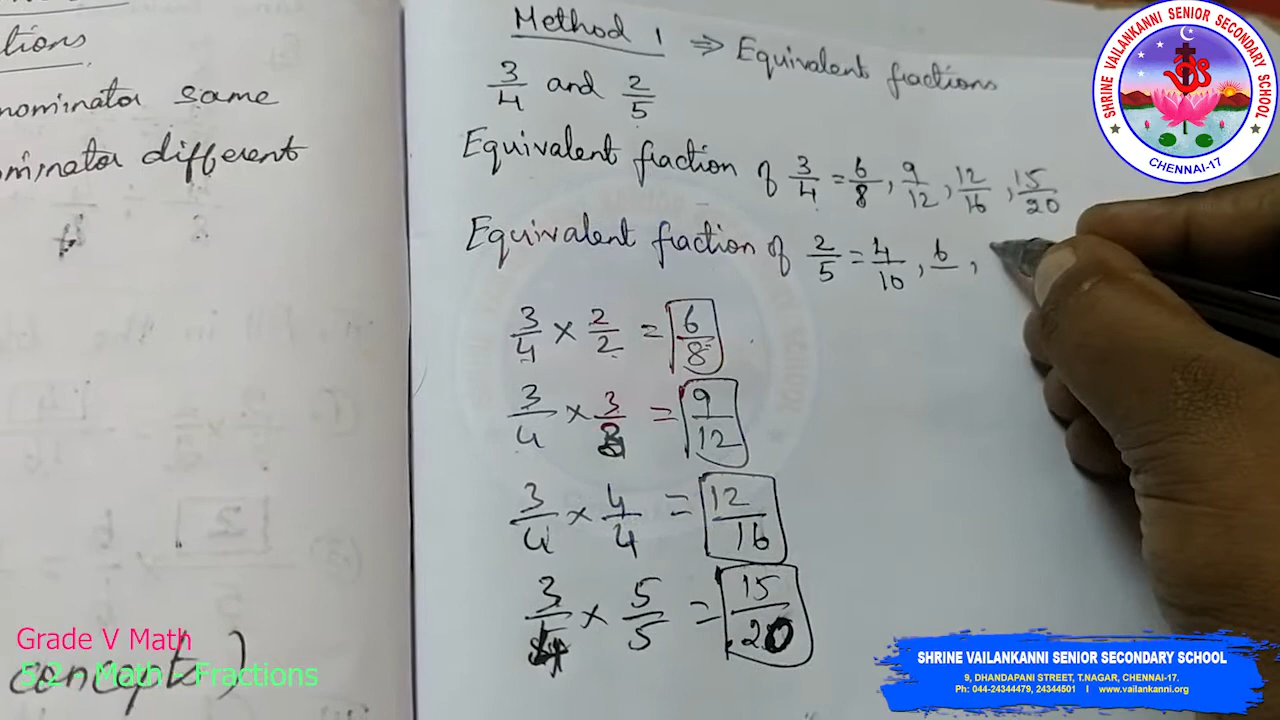 tions
nominator same
minator different
concept)
Method 1 ⇒ Equivalent fractions
3/4 and 2/5
Equivalent fraction of 3/4 = 6/8, 9/12, 12/16, 15/20
Equivalent fraction of 2/5 = 4/10, 6/ ,
3/4 × 2/2 = 6/8
3/4 × 3/3 = 9/12
3/4 × 4/4 = 12/16
3/4 × 5/5 = 15/20
SHRINE VAILANKANNI SENIOR SECONDARY SCHOOL
CHENNAI-17
Grade V Math
5.2 - Math - Fractions
SHRINE VAILANKANNI SENIOR SECONDARY SCHOOL
9, DHANDAPANI STREET, T.NAGAR, CHENNAI-17.
Ph: 044-24344479, 24344501 I www.vailankanni.org